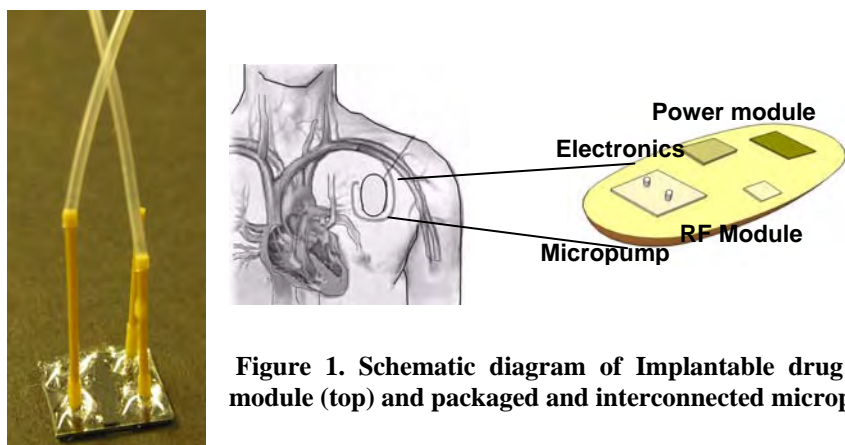 Power module
Electronics
RF Module
Micropump
Figure 1. Schematic diagram of Implantable drug
module (top) and packaged and interconnected